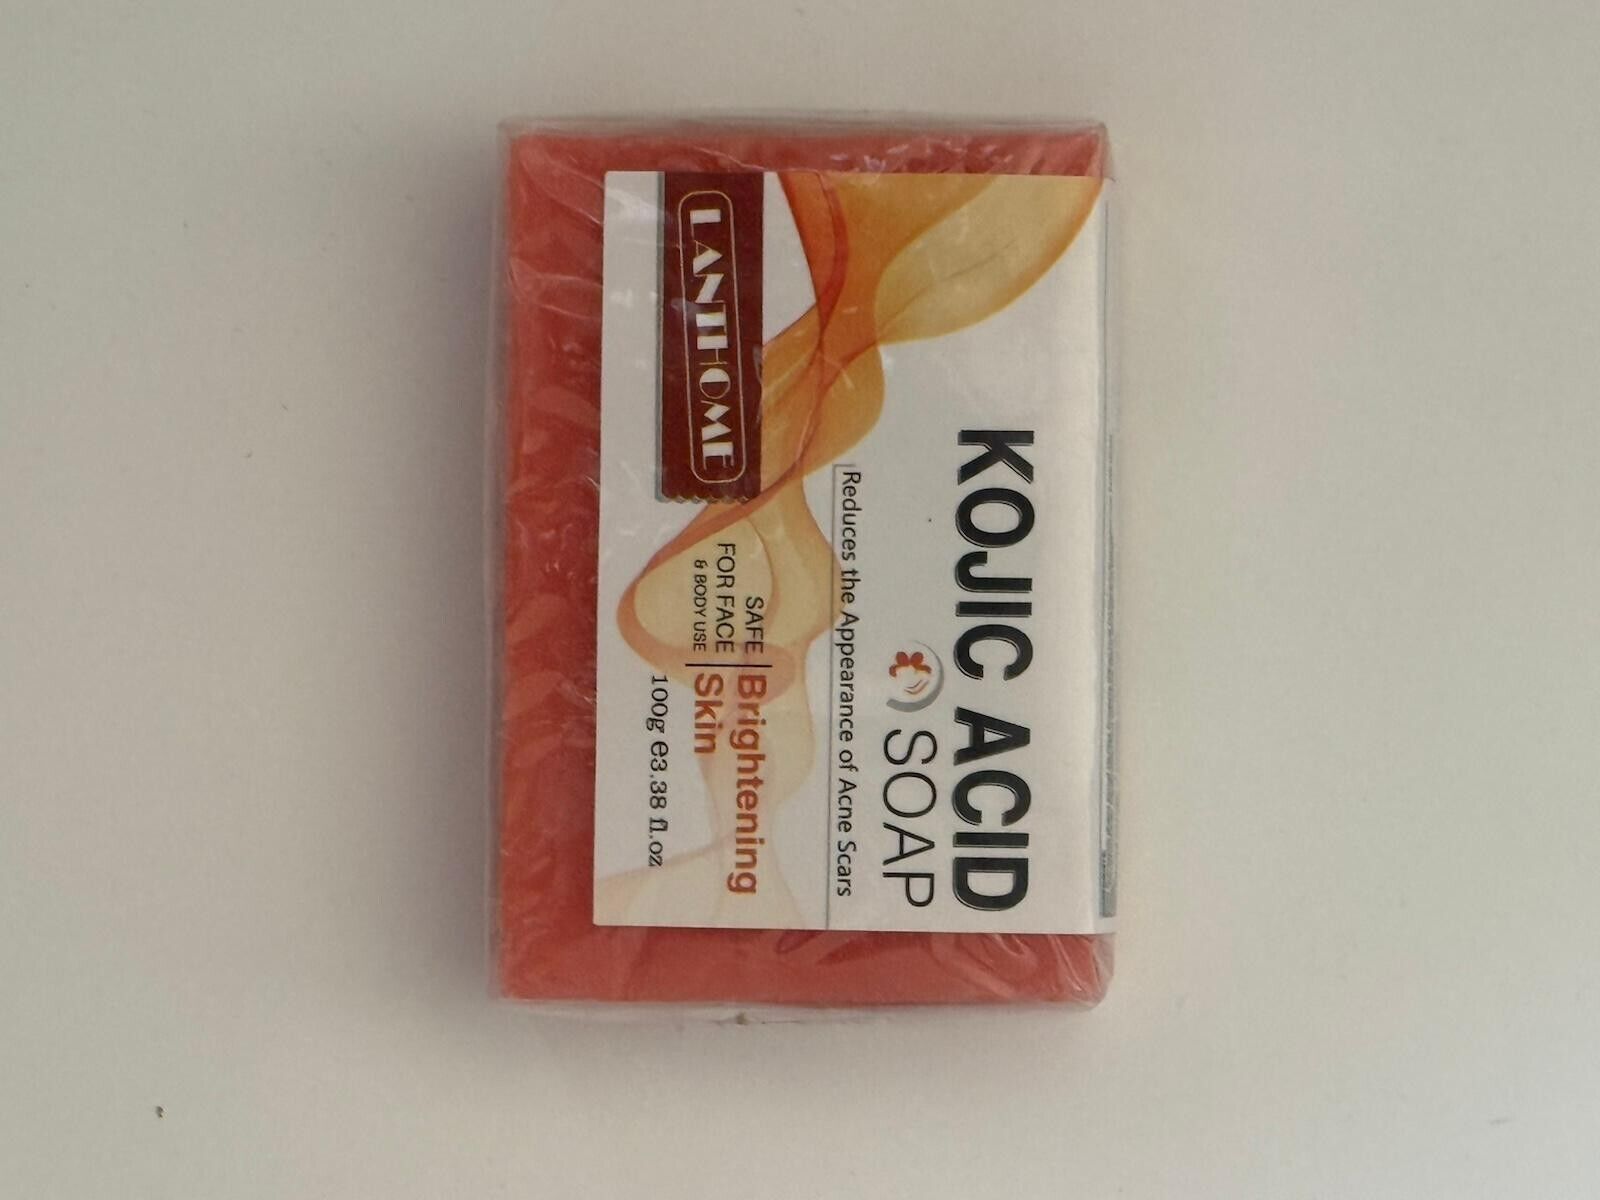 LANTHOME
KOJIC ACID
SOAP
Reduces the Appearance of Acne Scars
SAFE
FOR FACE
& BODY USE
Brightening
Skin
100g e3.38 fl.oz